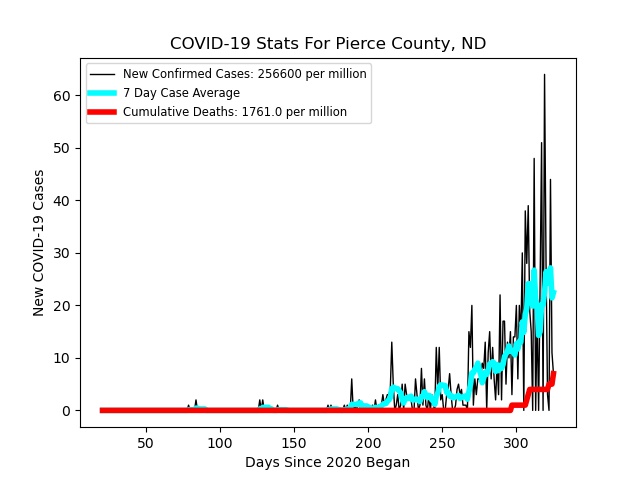 COVID-19 Stats For Pierce County, ND
New Confirmed Cases: 256600 per million
7 Day Case Average
Cumulative Deaths: 1761.0 per million
New COVID-19 Cases
60
50
40
30
20
10
0
50 100 150 200 250 300
Days Since 2020 Began